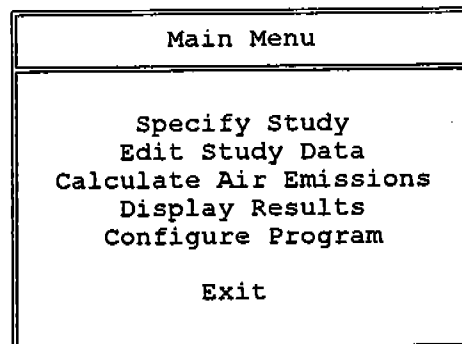 Main Menu
Specify Study
Edit Study Data
Calculate Air Emissions
Display Results
Configure Program
Exit